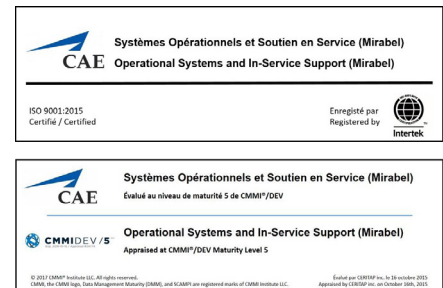 CAE
Systèmes Opérationnels et Soutien en Service (Mirabel)
Operational Systems and In-Service Support (Mirabel)
ISO 9001:2015
Certifié / Certified
Enregisté par
Registered by
Intertek
CAE
Systèmes Opérationnels et Soutien en Service (Mirabel)
Évalué au niveau de maturité 5 de CMMI®/DEV
CMMIDEV / 5
Operational Systems and In-Service Support (Mirabel)
Appraised at CMMI®/DEV Maturity Level 5
© 2017 CMMI® Institute LLC. All rights reserved.
CMMI, the CMMI logo, Data Management Maturity (DMM), and SCAMPI are registered marks of CMMI Institute LLC.
Évalué par CERITAP inc. le 16 octobre 2015
Appraised by CERITAP inc. on October 16th, 2015